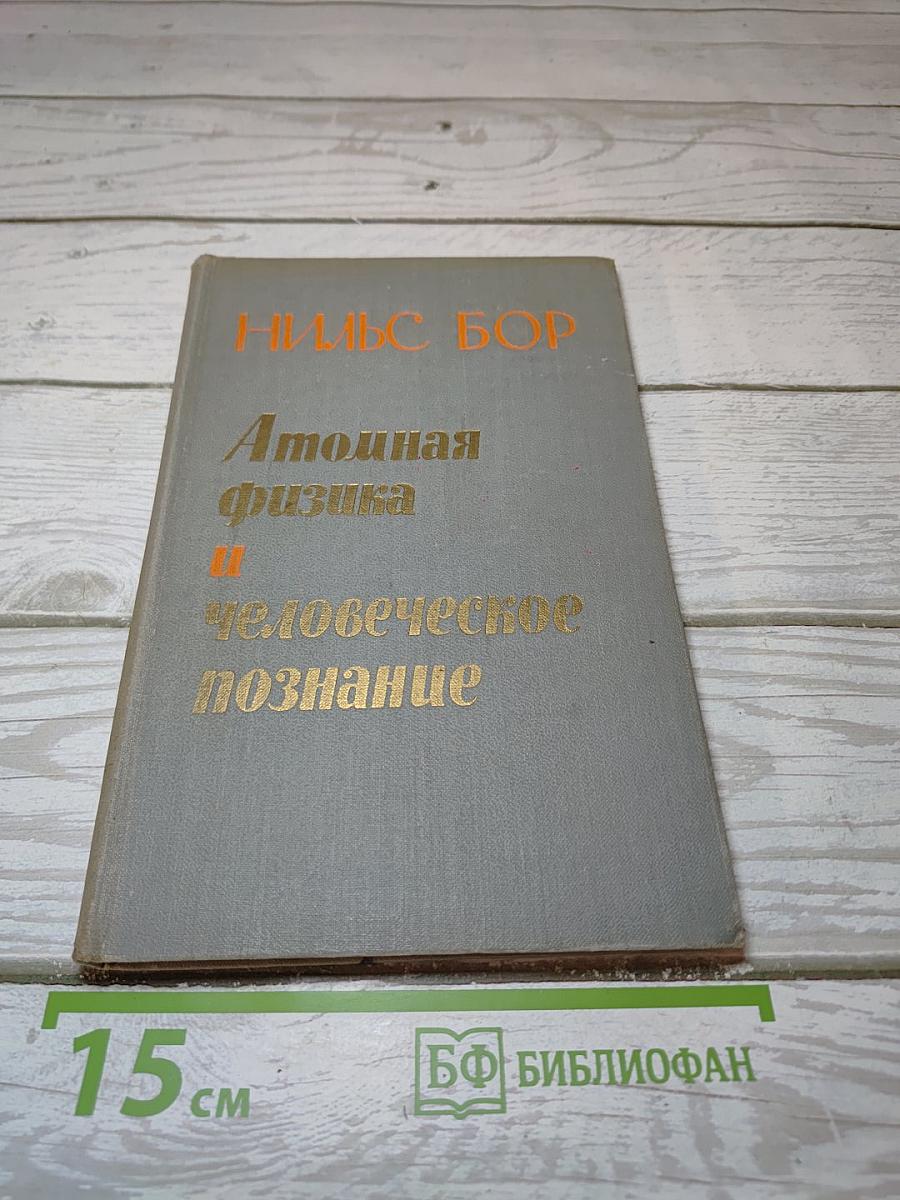 НИЛЬС БОР
Атомная
физика
и
человеческое
познание
15 см
БФ БИБЛИОФАН